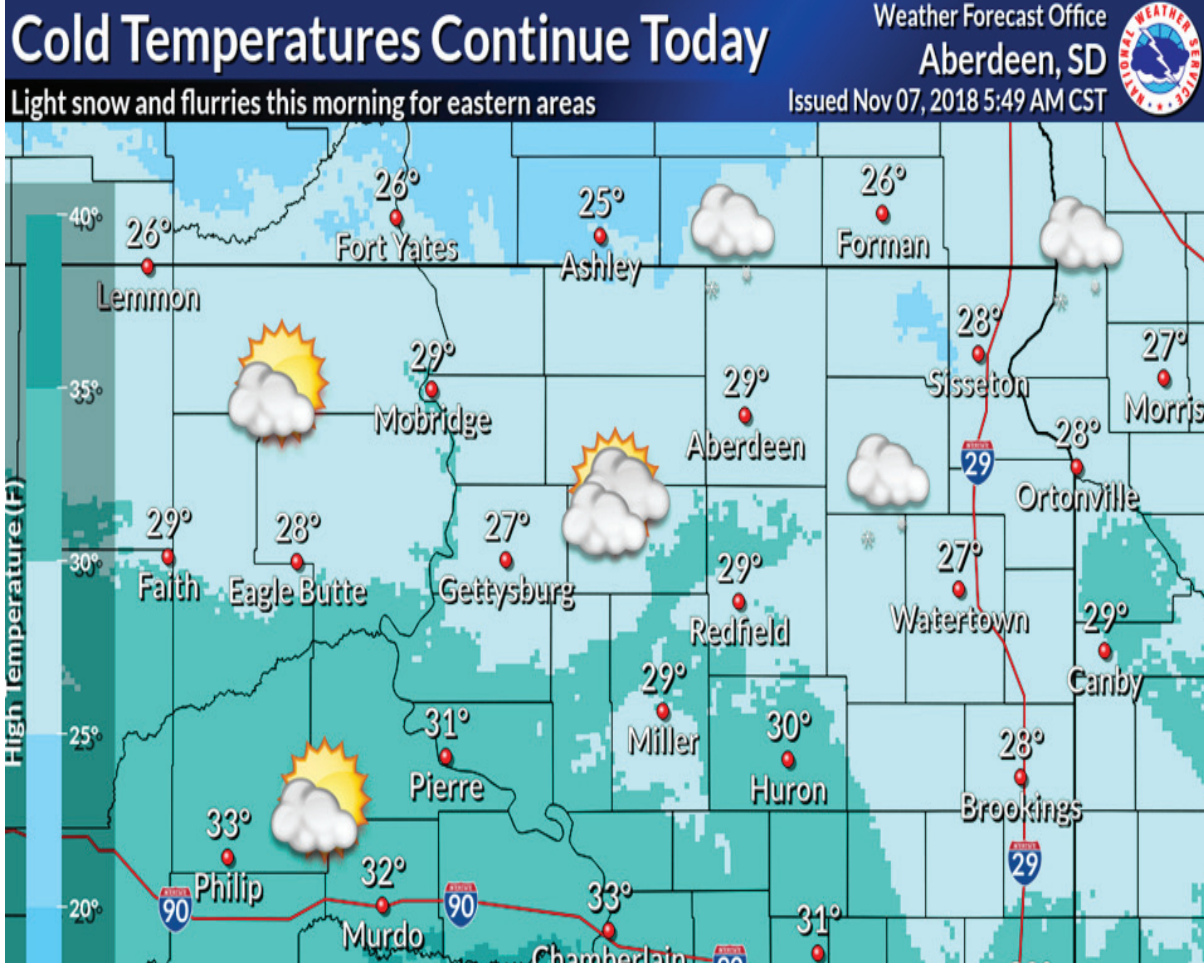 Cold Temperatures Continue Today
Light snow and flurries this morning for eastern areas
Weather Forecast Office
Aberdeen, SD
Issued Nov 07, 2018 5:49 AM CST
NATIONAL WEATHER SERVICE
High Temperature (F)
40°
35°
30°
25°
20°
26°
Lemmon
26°
Fort Yates
25°
Ashley
26°
Forman
29°
Mobridge
29°
Aberdeen
28°
Sisseton
27°
Morris
29
28°
Ortonville
29°
Faith
28°
Eagle Butte
27°
Gettysburg
29°
Redfield
27°
Watertown
29°
Canby
31°
Pierre
29°
Miller
30°
Huron
28°
Brookings
33°
Philip
32°
Murdo
33°
Chamberlain
31°
29
90
90